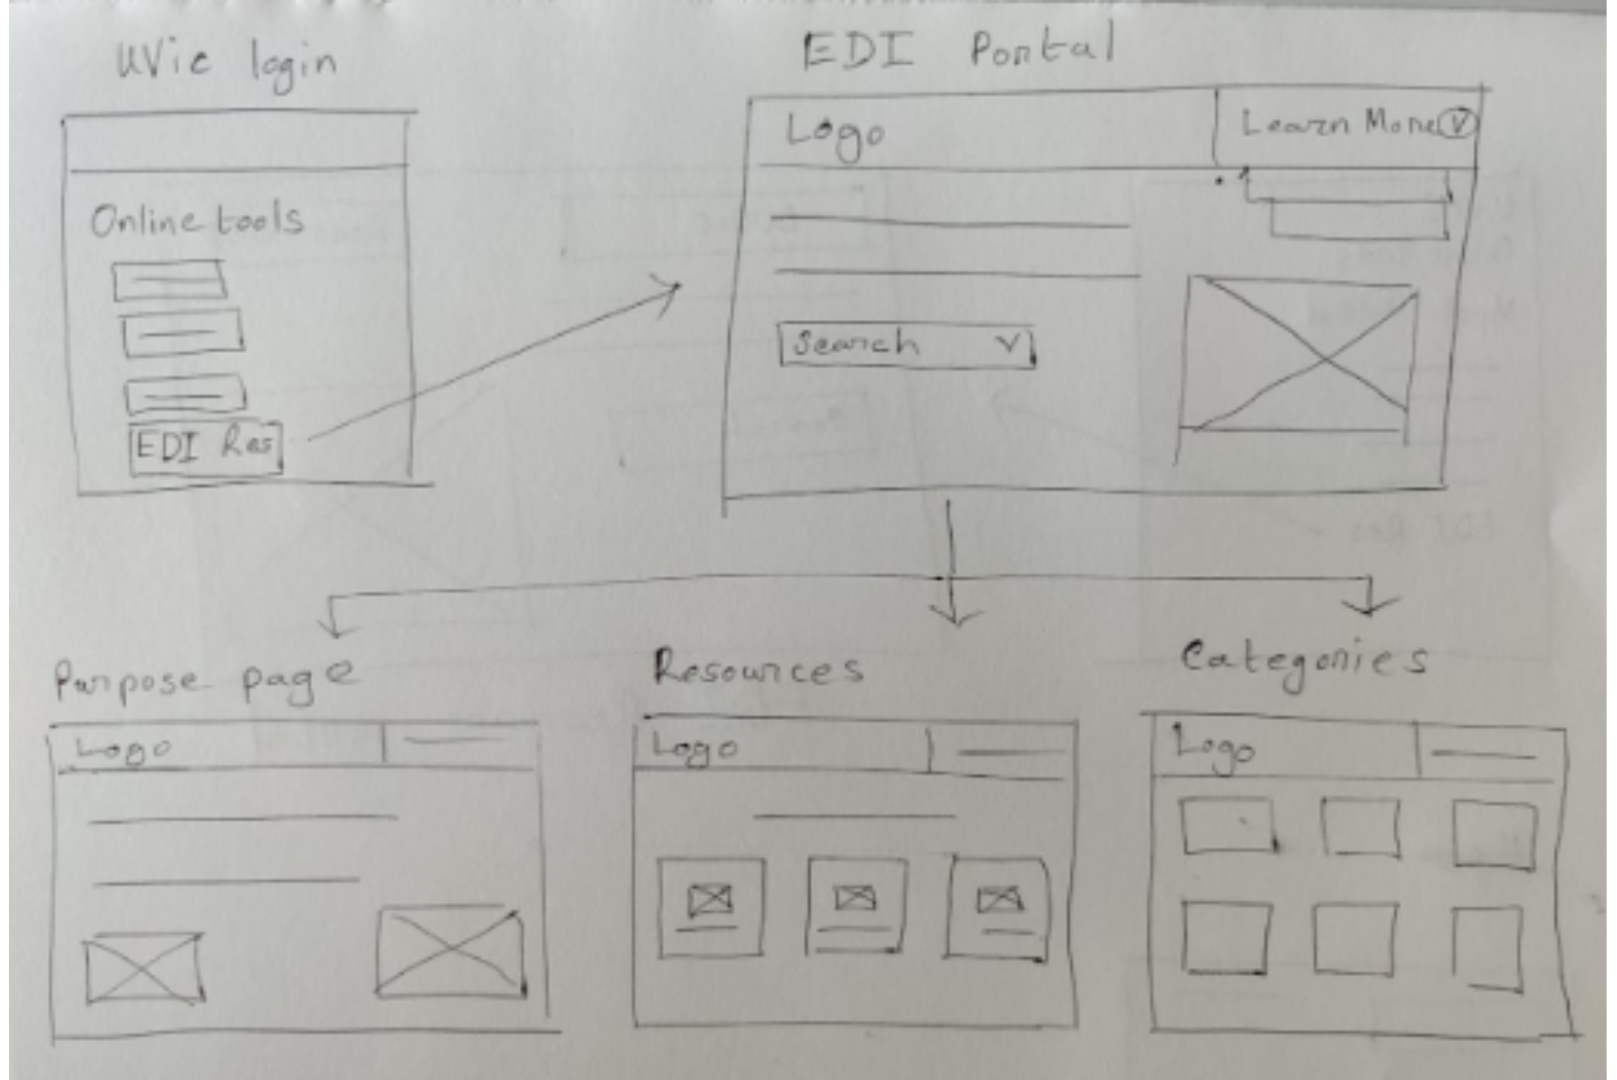 UVic login
EDI Portal
Logo
Learn More
Online tools
Search
EDI Res
Purpose page
Resources
Categories
Logo
Logo
Logo